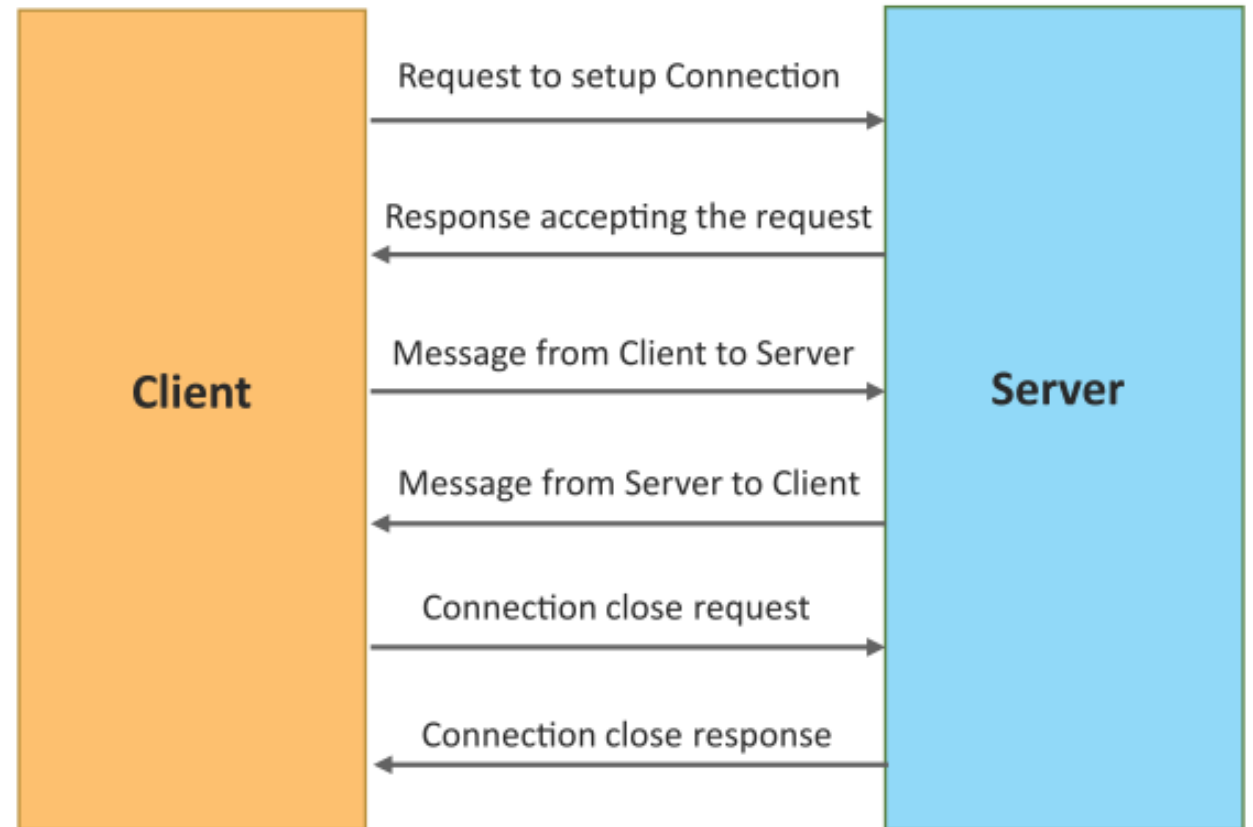 Request to setup Connection
Response accepting the request
Message from Client to Server
Client
Server
Message from Server to Client
Connection close request
Connection close response